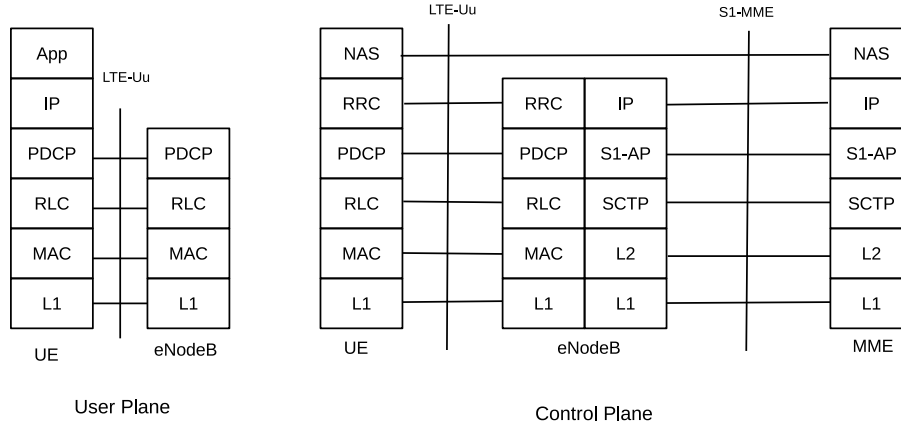 LTE-Uu
S1-MME
App
NAS
NAS
LTE-Uu
IP
RRC
RRC
IP
IP
PDCP
PDCP
PDCP
PDCP
S1-AP
S1-AP
RLC
RLC
RLC
RLC
SCTP
SCTP
MAC
MAC
MAC
MAC
L2
L2
L1
L1
L1
L1
L1
L1
UE
eNodeB
UE
eNodeB
MME
User Plane
Control Plane